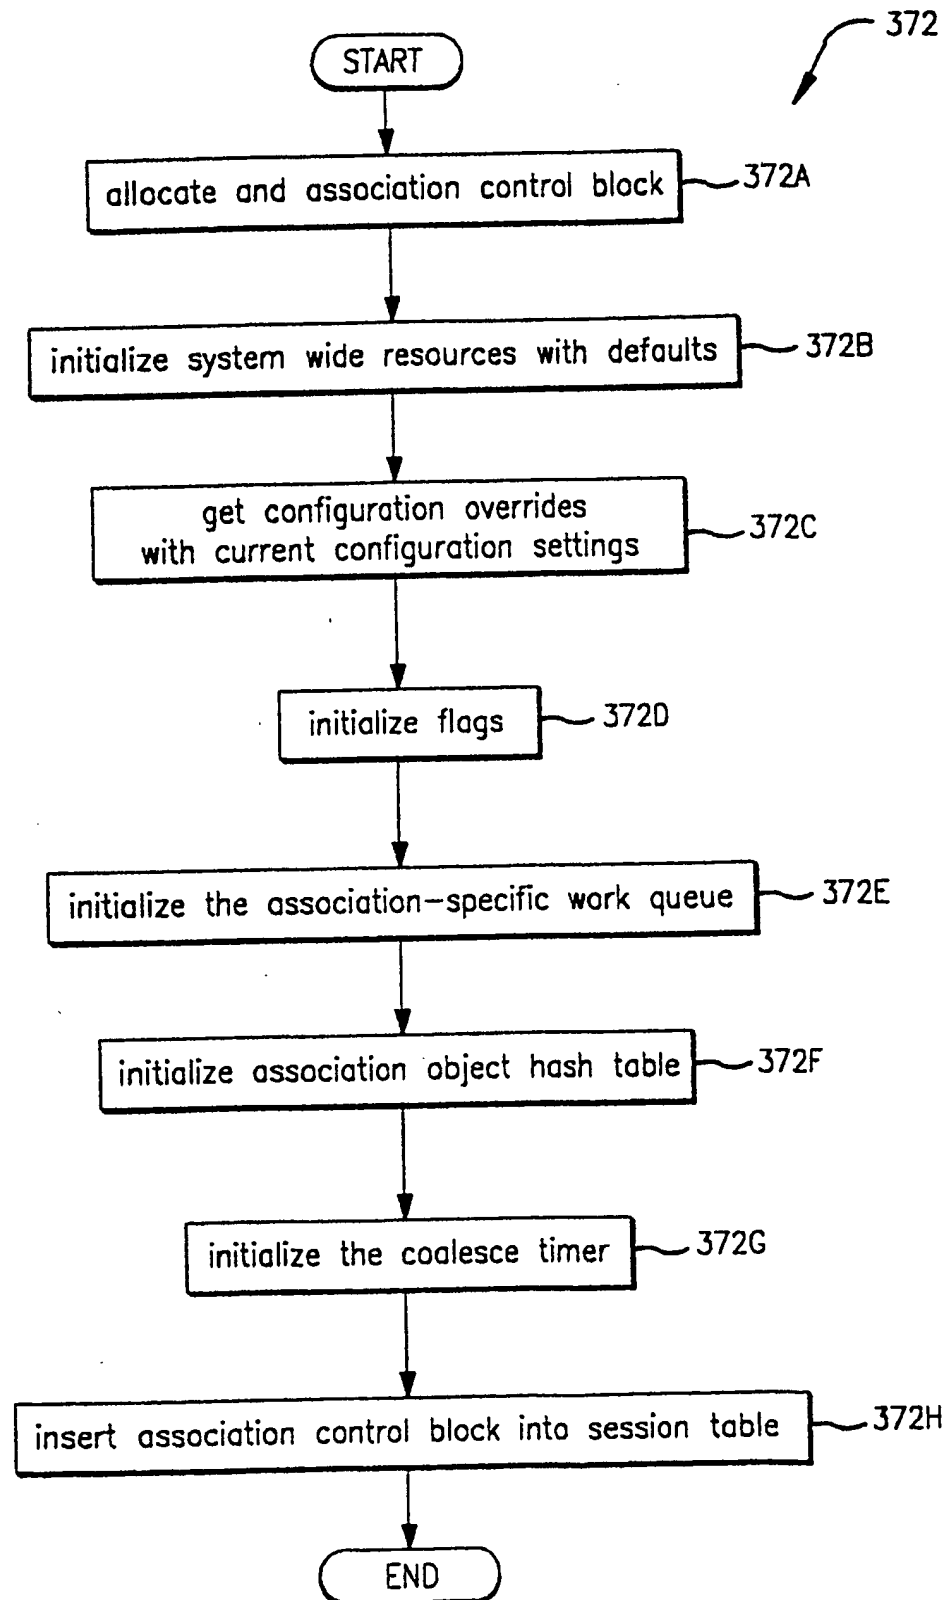 372
START
allocate and association control block
372A
initialize system wide resources with defaults
372B
get configuration overrides
with current configuration settings
372C
initialize flags
372D
initialize the association-specific work queue
372E
initialize association object hash table
372F
initialize the coalesce timer
372G
insert association control block into session table
372H
END